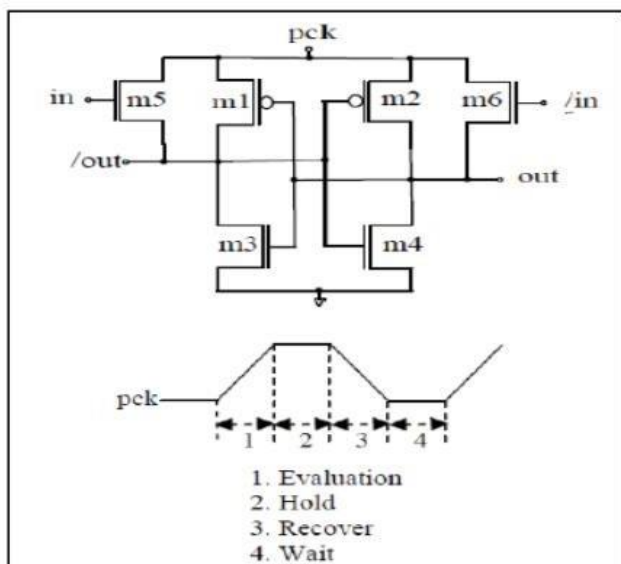 pck
in
m5
m1
m2
m6
/in
/out
out
m3
m4
pck
1
2
3
4
1. Evaluation
2. Hold
3. Recover
4. Wait